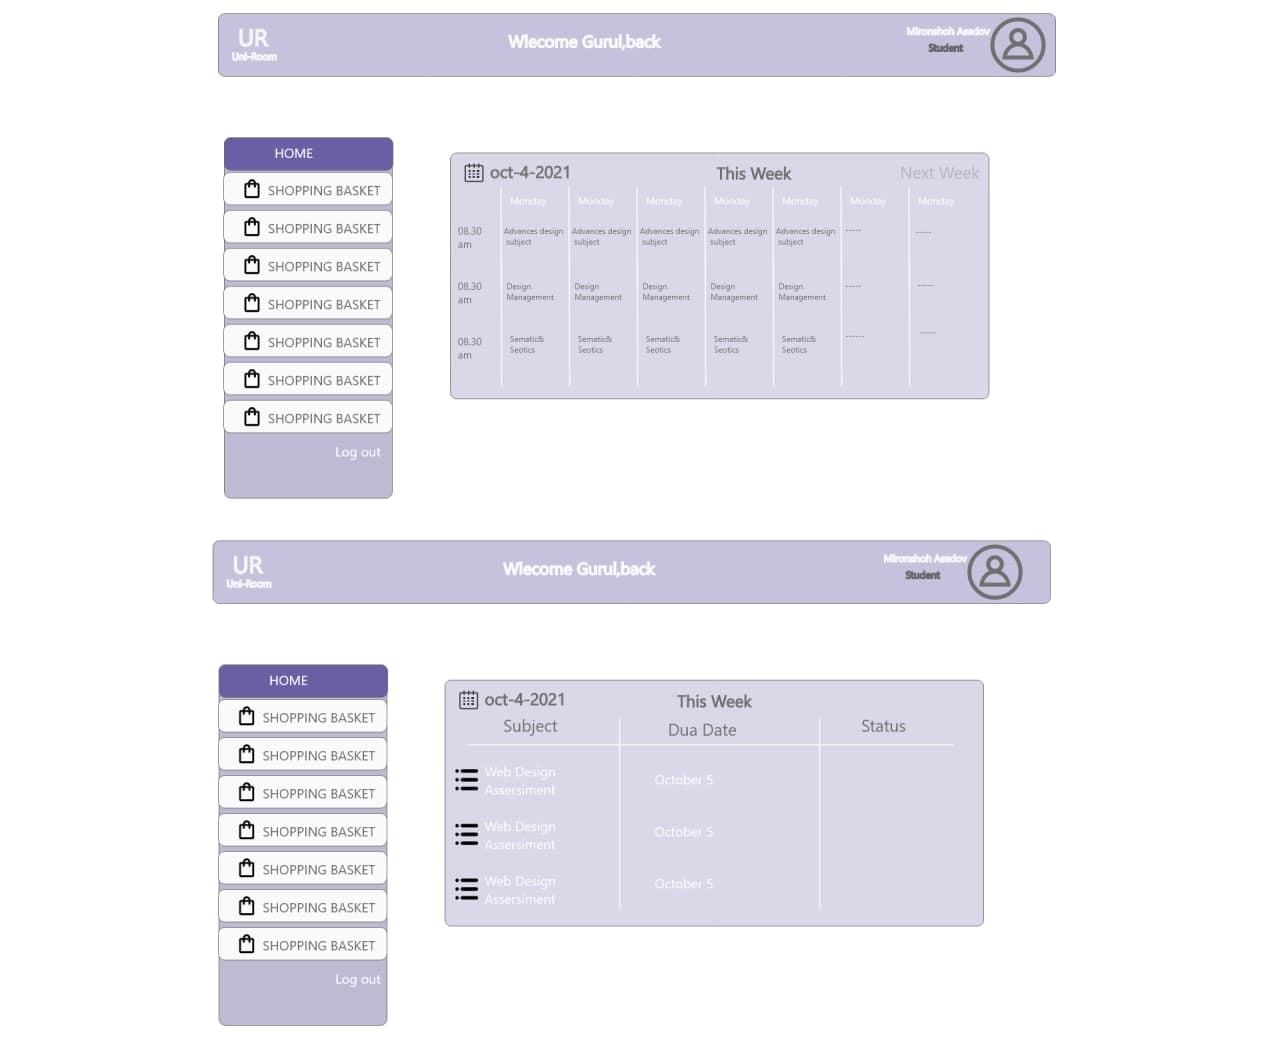 UR
Uni-Room
Wlecome Gurul,back
Mironshoh Asadov
Student
HOME
SHOPPING BASKET
SHOPPING BASKET
SHOPPING BASKET
SHOPPING BASKET
SHOPPING BASKET
SHOPPING BASKET
SHOPPING BASKET
Log out
oct-4-2021 This Week Next Week
Monday Monday Monday Monday Monday Monday Monday
08.30 Advances design Advances design Advances design Advances design Advances design ----- -----
am subject subject subject subject subject
08.30 Design Design Design Design Design ----- -----
am Management Management Management Management Management
08.30 Sematic& Sematic& Sematic& Sematic& Sematic& ------ -----
am Seotics Seotics Seotics Seotics Seotics
UR
Uni-Room
Wlecome Gurul,back
Mironshoh Asadov
Student
HOME
SHOPPING BASKET
SHOPPING BASKET
SHOPPING BASKET
SHOPPING BASKET
SHOPPING BASKET
SHOPPING BASKET
SHOPPING BASKET
Log out
oct-4-2021 This Week
Subject Dua Date Status
Web Design
Assersiment
October 5
Web Design
Assersiment
October 5
Web Design
Assersiment
October 5